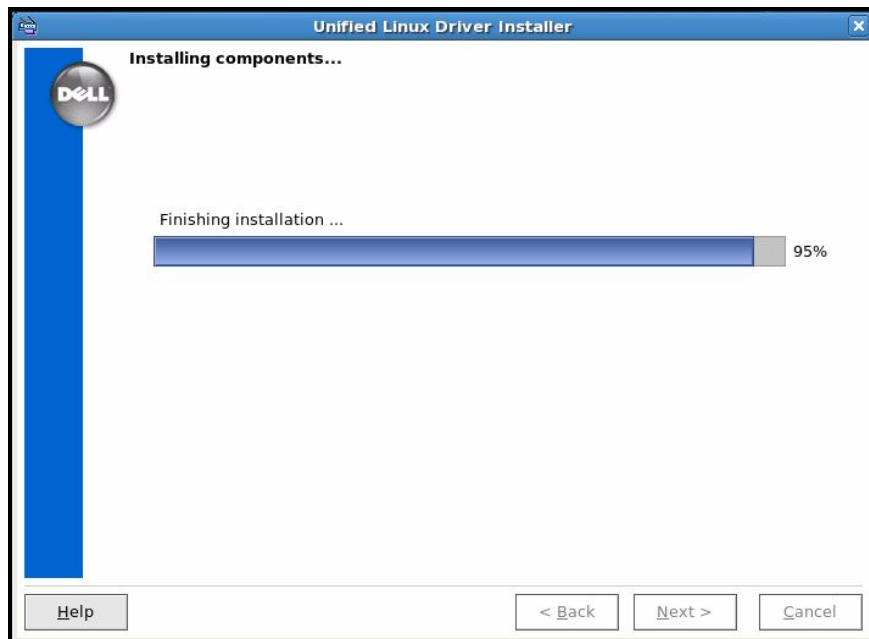 Unified Linux Driver Installer
Installing components...
DELL
Finishing installation ...
95%
Help
< Back
Next >
Cancel